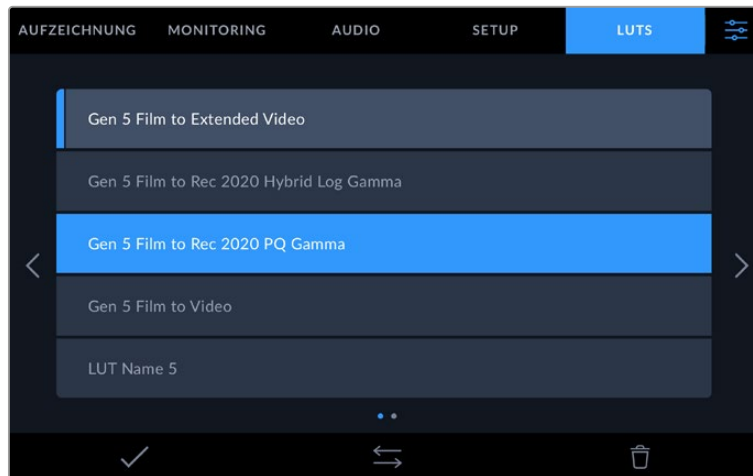 AUFZEICHNUNG MONITORING AUDIO SETUP LUTS
Gen 5 Film to Extended Video
Gen 5 Film to Rec 2020 Hybrid Log Gamma
Gen 5 Film to Rec 2020 PQ Gamma
Gen 5 Film to Video
LUT Name 5